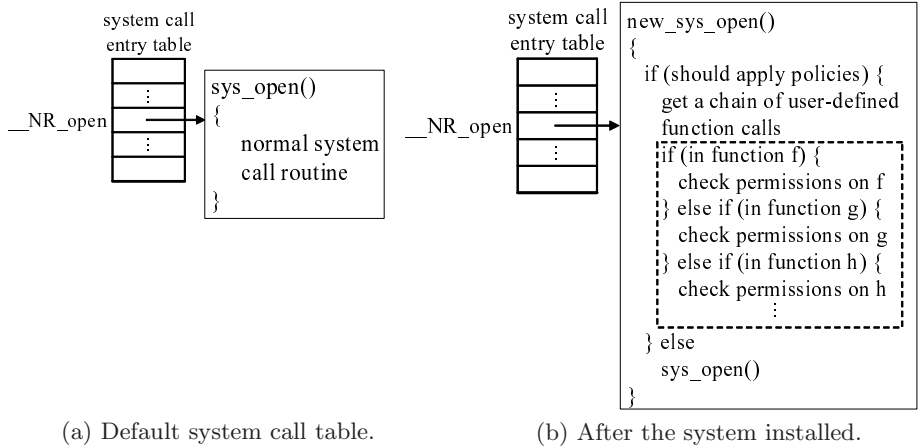 system call
entry table
⋮
__NR_open
⋮
sys_open()
{
normal system
call routine
}
(a) Default system call table.
system call
entry table
⋮
__NR_open
⋮
new_sys_open()
{
if (should apply policies) {
get a chain of user-defined
function calls
if (in function f) {
check permissions on f
} else if (in function g) {
check permissions on g
} else if (in function h) {
check permissions on h
⋮
} else
sys_open()
}
(b) After the system installed.